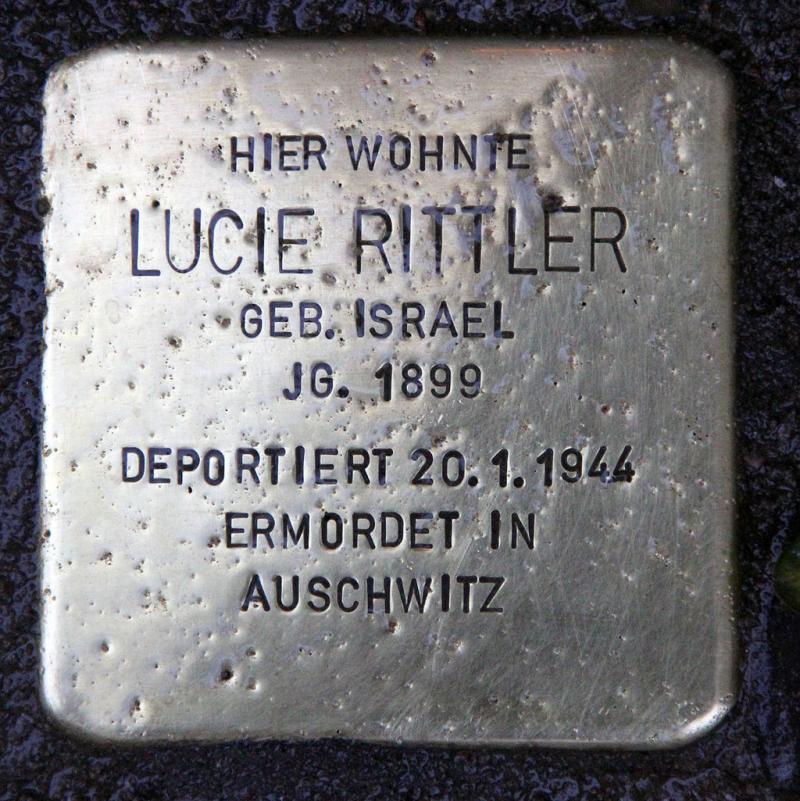 HIER WOHNTE
LUCIE RITTLER
GEB. ISRAEL
JG. 1899
DEPORTIERT 20.1.1944
ERMORDET IN
AUSCHWITZ